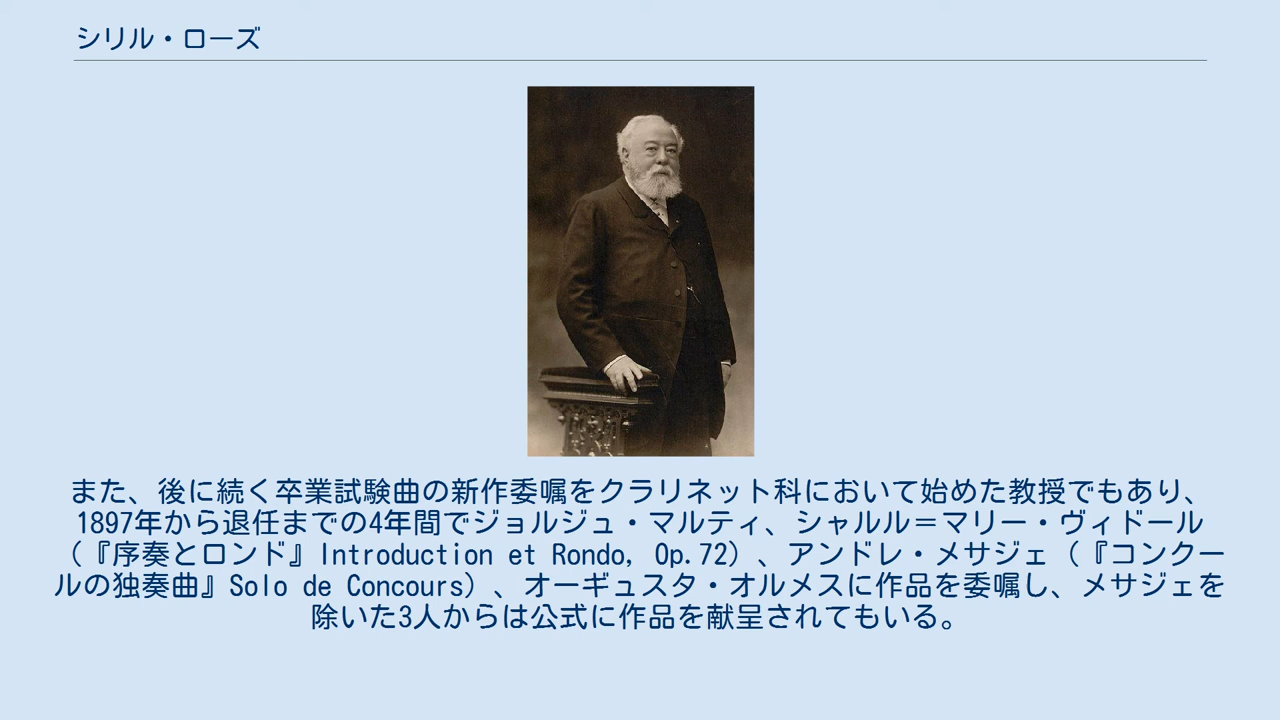 シリル・ローズ
また、後に続く卒業試験曲の新作委嘱をクラリネット科において始めた教授でもあり、
1897年から退任までの4年間でジョルジュ・マルティ、シャルル＝マリー・ヴィドール
（『序奏とロンド』Introduction et Rondo, Op.72）、アンドレ・メサジェ（『コンクー
ルの独奏曲』Solo de Concours）、オーギュスタ・オルメスに作品を委嘱し、メサジェを
除いた3人からは公式に作品を献呈されてもいる。